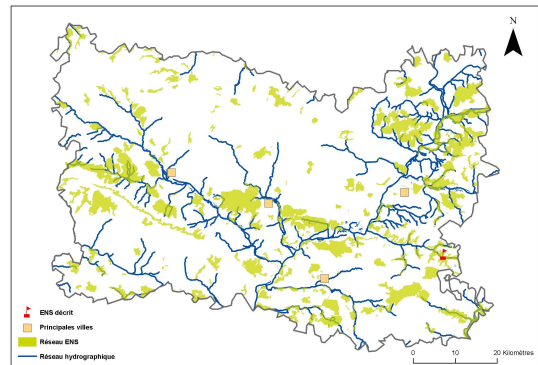 N
ENS décrit
Principales villes
Réseau ENS
Réseau hydrographique
0 10 20 Kilomètres